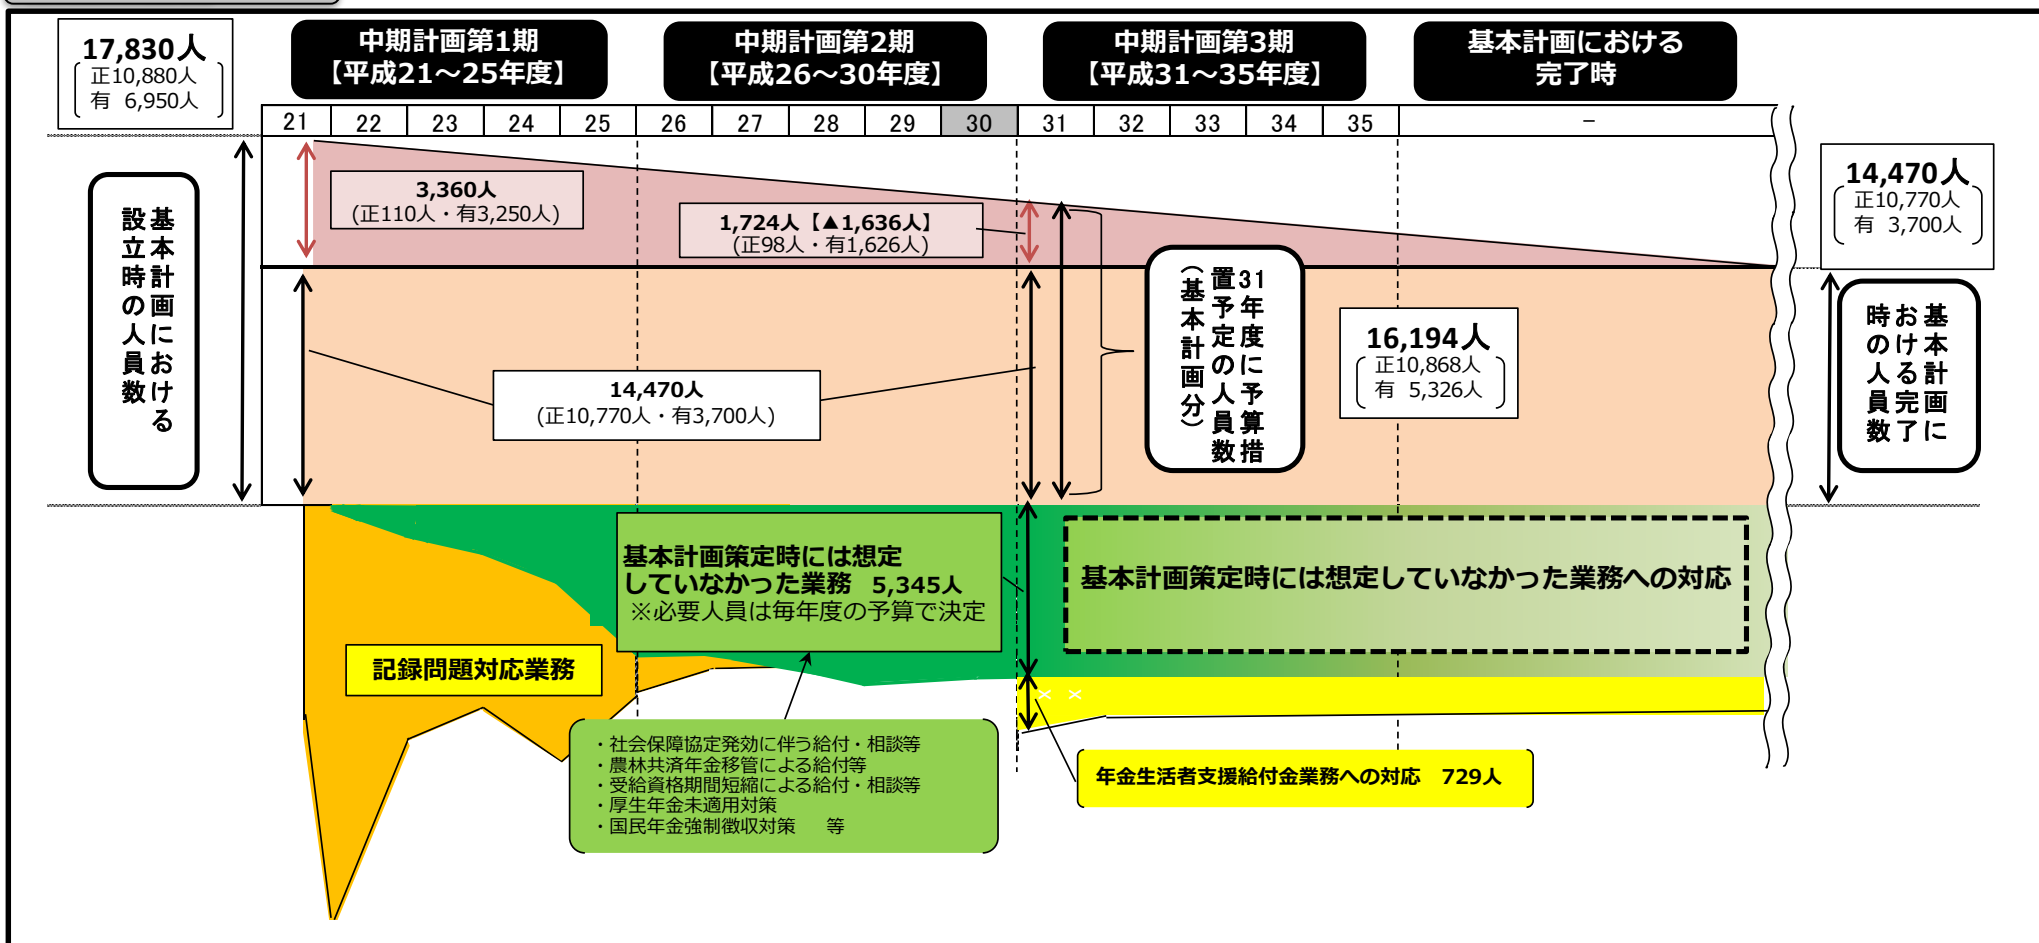 17,830人
正10,880人
有 6,950人
中期計画第1期
【平成21～25年度】
中期計画第2期
【平成26～30年度】
中期計画第3期
【平成31～35年度】
基本計画における
完了時
21 22 23 24 25 26 27 28 29 30 31 32 33 34 35 －
基本計画における
設立時の人員数
3,360人
(正110人・有3,250人)
1,724人【▲1,636人】
(正98人・有1,626人)
14,470人
(正10,770人・有3,700人)
31年度に予算措
置予定の人員数
（基本計画分）
16,194人
正10,868人
有 5,326人
14,470人
正10,770人
有 3,700人
基本計画に
おける完了
時の人員数
基本計画策定時には想定
していなかった業務 5,345人
※必要人員は毎年度の予算で決定
基本計画策定時には想定していなかった業務への対応
記録問題対応業務
・社会保障協定発効に伴う給付・相談等
・農林共済年金移管による給付等
・受給資格期間短縮による給付・相談等
・厚生年金未適用対策
・国民年金強制徴収対策 等
× ×
年金生活者支援給付金業務への対応 729人